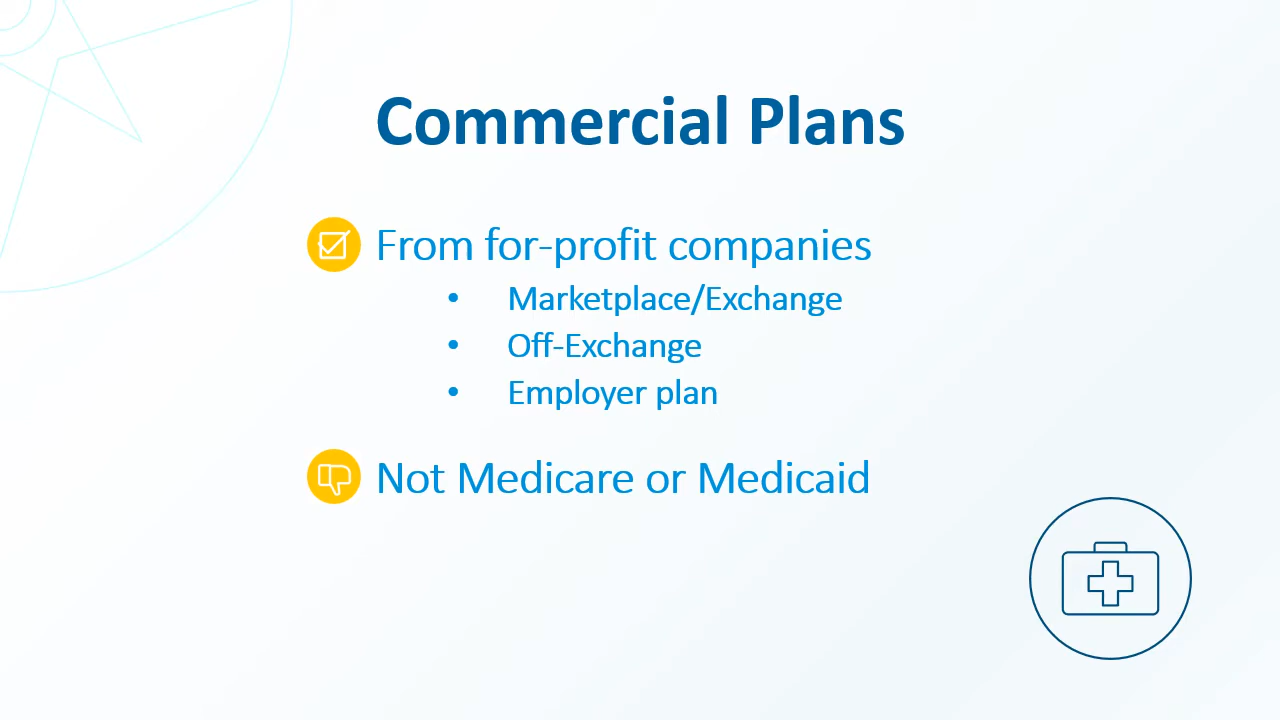 Commercial Plans
From for-profit companies
• Marketplace/Exchange
• Off-Exchange
• Employer plan
Not Medicare or Medicaid